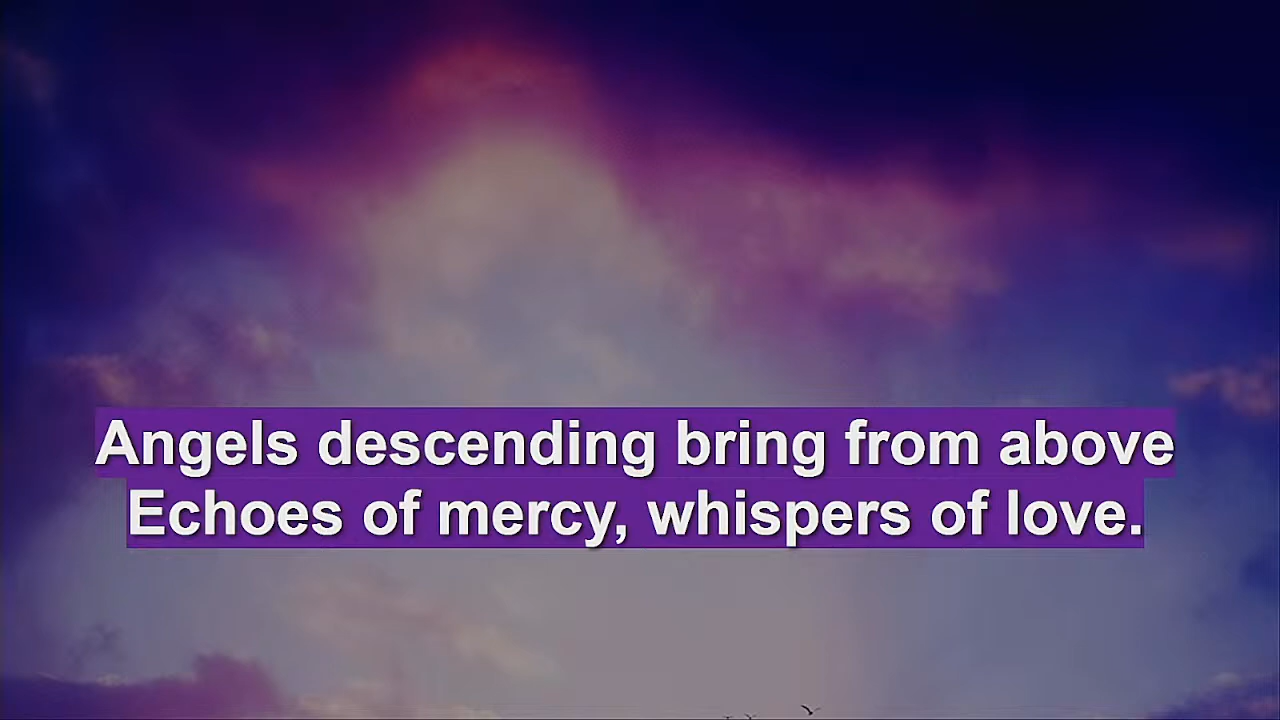 Angels descending bring from above
Echoes of mercy, whispers of love.